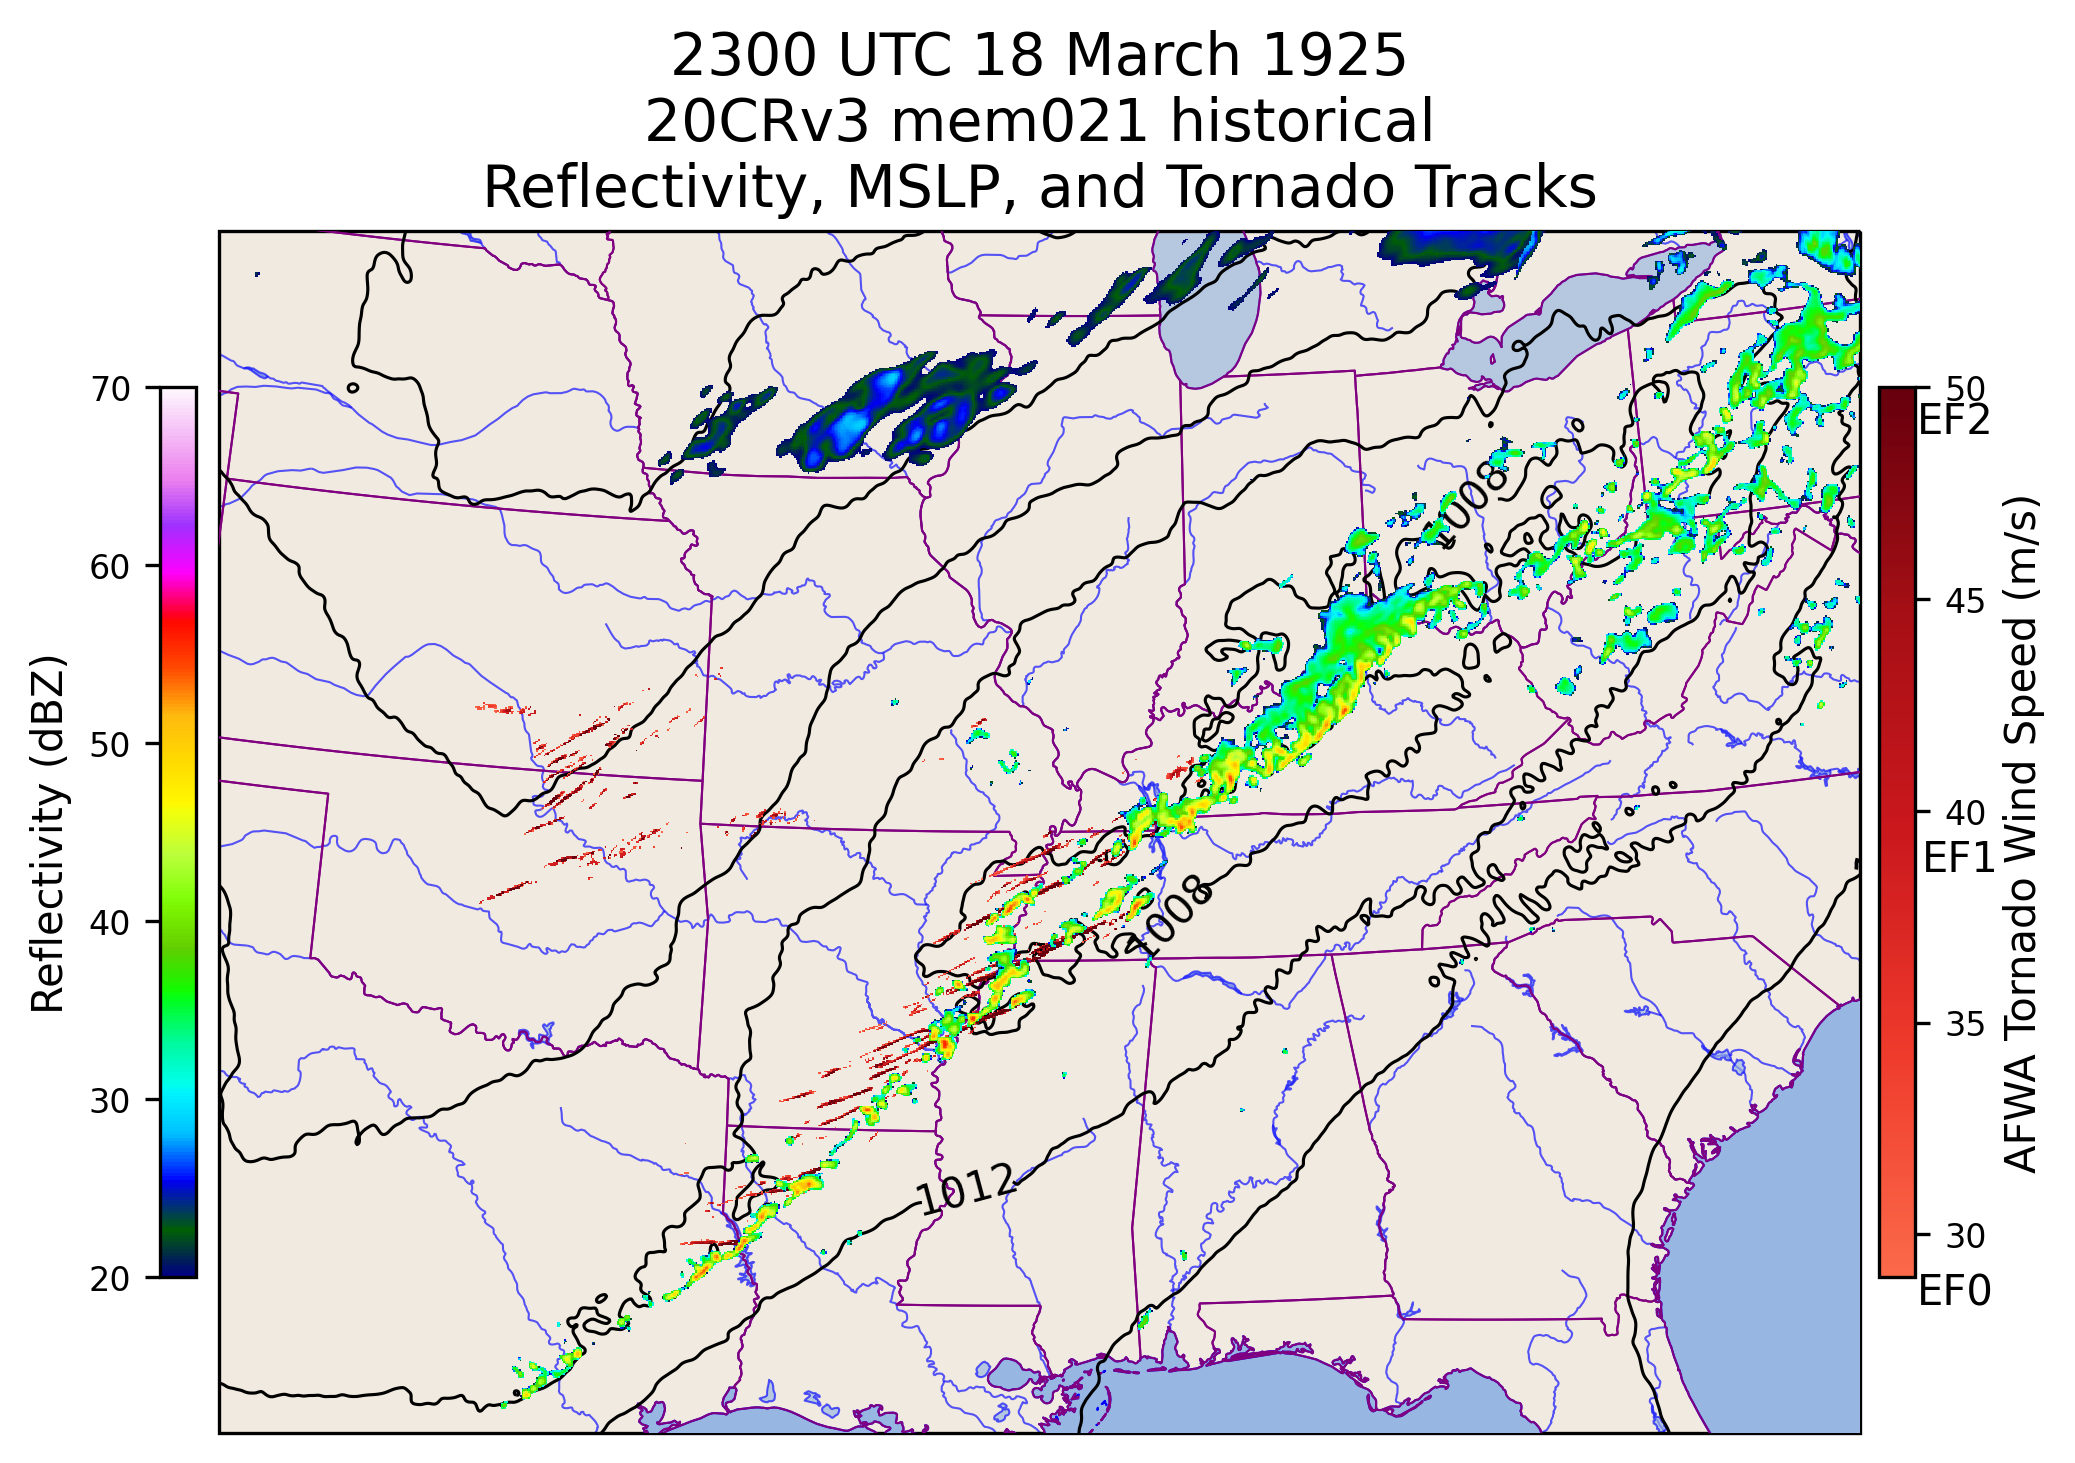 2300 UTC 18 March 1925
20CRv3 mem021 historical
Reflectivity, MSLP, and Tornado Tracks
Reflectivity (dBZ)
70
60
50
40
30
20
1008
1008
1012
50
EF2
45
40
EF1
35
30
EF0
AFWA Tornado Wind Speed (m/s)